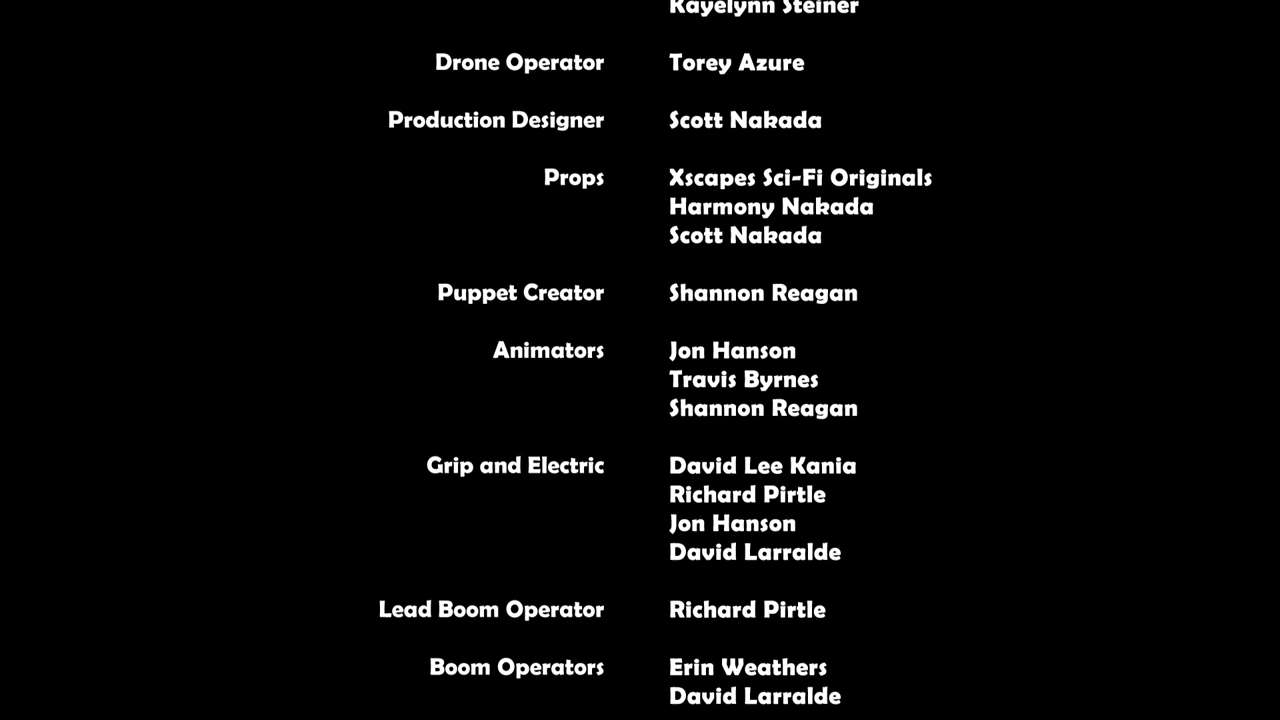 Kayelynn Steiner
Drone Operator Torey Azure
Production Designer Scott Nakada
Props Xscapes Sci-Fi Originals
Harmony Nakada
Scott Nakada
Puppet Creator Shannon Reagan
Animators Jon Hanson
Travis Byrnes
Shannon Reagan
Grip and Electric David Lee Kania
Richard Pirtle
Jon Hanson
David Larralde
Lead Boom Operator Richard Pirtle
Boom Operators Erin Weathers
David Larralde